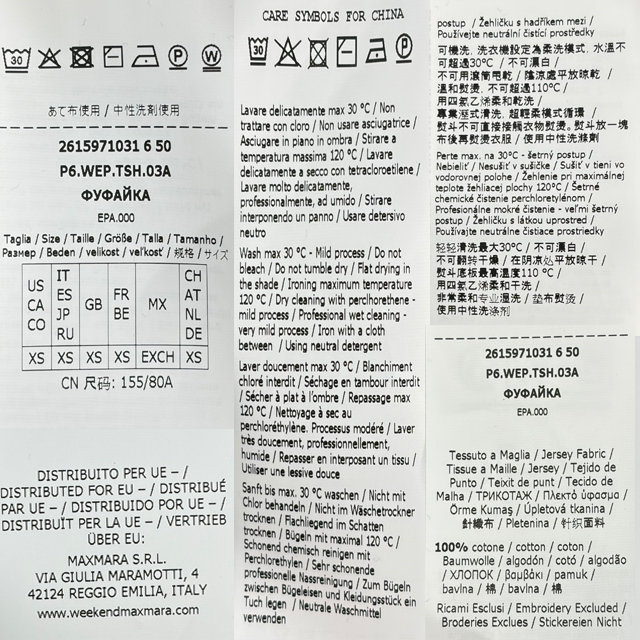 あて布使用 / 中性洗剤使用
2615971031 6 50
P6.WEP.TSH.03A
ФУФАЙКА
EPA.000
Taglia / Size / Taille / Größe / Talla / Tamanho /
Размер / Beden / velikost / veľkosť / 规格 / サイズ
US CA CO | IT ES JP RU | GB | FR BE | MX | CH AT NL DE
XS | XS | XS | XS | EXCH | XS
CN 尺码: 155/80A
DISTRIBUITO PER UE – /
DISTRIBUTED FOR EU – / DISTRIBUÉ
PAR UE – / DISTRIBUIDO POR UE – /
DISTRIBUÏT PER LA UE – / VERTRIEB
ÜBER EU:
MAXMARA S.R.L.
VIA GIULIA MARAMOTTI, 4
42124 REGGIO EMILIA, ITALY
www.weekendmaxmara.com
CARE SYMBOLS FOR CHINA
Lavare delicatamente max 30 °C / Non
trattare con cloro / Non usare asciugatrice /
Asciugare in piano in ombra / Stirare a
temperatura massima 120 °C / Lavare
delicatamente a secco con tetracloroetilene /
Lavare molto delicatamente,
professionalmente, ad umido / Stirare
interponendo un panno / Usare detersivo
neutro
Wash max 30 °C - Mild process / Do not
bleach / Do not tumble dry / Flat drying in
the shade / Ironing maximum temperature
120 °C / Dry cleaning with perclhorethene -
mild process / Professional wet cleaning -
very mild process / Iron with a cloth
between / Using neutral detergent
Laver doucement max 30 °C / Blanchiment
chloré interdit / Séchage en tambour interdit
/ Sécher à plat à l'ombre / Repassage max
120 °C / Nettoyage à sec au
perchloréthylène. Processus modéré / Laver
très doucement, professionnellement,
humide / Repasser en interposant un tissu /
Utiliser une lessive douce
Sanft bis max. 30 °C waschen / Nicht mit
Chlor behandeln / Nicht im Wäschetrockner
trocknen / Flachliegend im Schatten
trocknen / Bügeln mit maximal 120 °C /
Schonend chemisch reinigen mit
Perchlorethylen / Sehr schonende
professionelle Nassreinigung / Zum Bügeln
zwischen Bügeleisen und Kleidungsstück ein
Tuch legen / Neutrale Waschmittel
verwenden
postup / Žehličku s hadříkem mezi /
Používejte neutrální čistící prostředky
可機洗, 洗衣機設定為柔洗模式, 水溫不
可超過30°C / 不可漂白 /
不可用滾筒甩乾 / 陰涼處平放晾乾 /
溫和熨燙, 不可超過110°C /
用四氯乙烯柔和乾洗 /
專業濕式清洗, 超輕柔模式循環 /
熨斗不可直接接觸衣物熨燙。熨斗放一塊
布後再熨燙衣服 / 使用中性洗滌劑
Perte max. na 30°C - šetrný postup /
Nebieliť / Nesušiť v sušičke / Sušiť v tieni vo
vodorovnej polohe / Žehlenie pri maximálnej
teplote žehliacej plochy 120°C / Šetrné
chemické čistenie perchloretylénom /
Profesionálne mokré čistenie - veľmi šetrný
postup / Žehličku s látkou uprostred /
Používajte neutrálne čistiace prostriedky
轻轻清洗最大30°C / 不可漂白 /
不可翻转干燥 / 在阴凉处平放晾干 /
熨斗底板最高温度110 °C /
用四氯乙烯柔和干洗 /
非常柔和专业湿洗 / 垫布熨烫 /
使用中性洗涤剂
2615971031 6 50
P6.WEP.TSH.03A
ФУФАЙКА
EPA.000
Tessuto a Maglia / Jersey Fabric /
Tissue a Maille / Jersey / Tejido de
Punto / Teixit de punt / Tecido de
Malha / ТРИКОТАЖ / Πλεκτό ύφασμα /
Örme Kumaş / Úpletová tkanina /
針織布 / Pletenina / 针织面料
100% cotone / cotton / coton /
Baumwolle / algodón / cotó / algodão
/ ХЛОПОК / βαμβάκι / pamuk /
bavlna / 棉 / bavlna / 棉
Ricami Esclusi / Embroidery Excluded /
Broderies Exclues / Stickereien Nicht